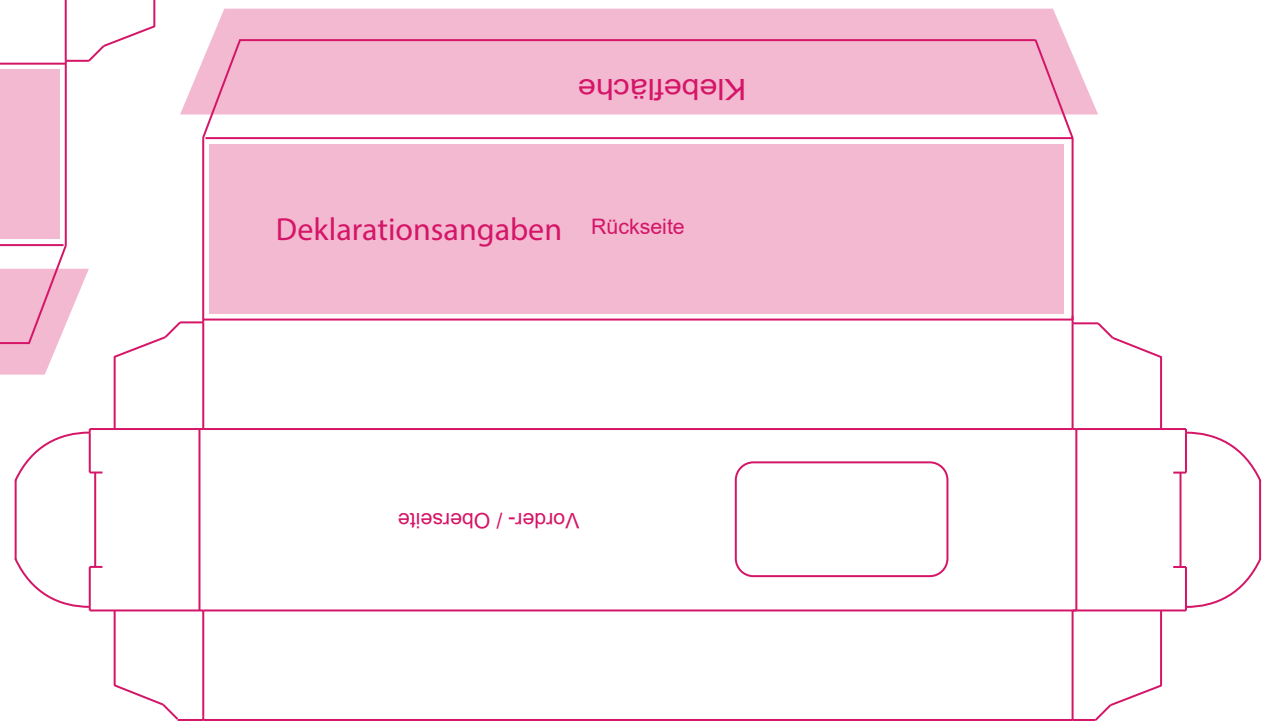 Klebefläche
Deklarationsangaben Rückseite
Vorder- / Oberseite